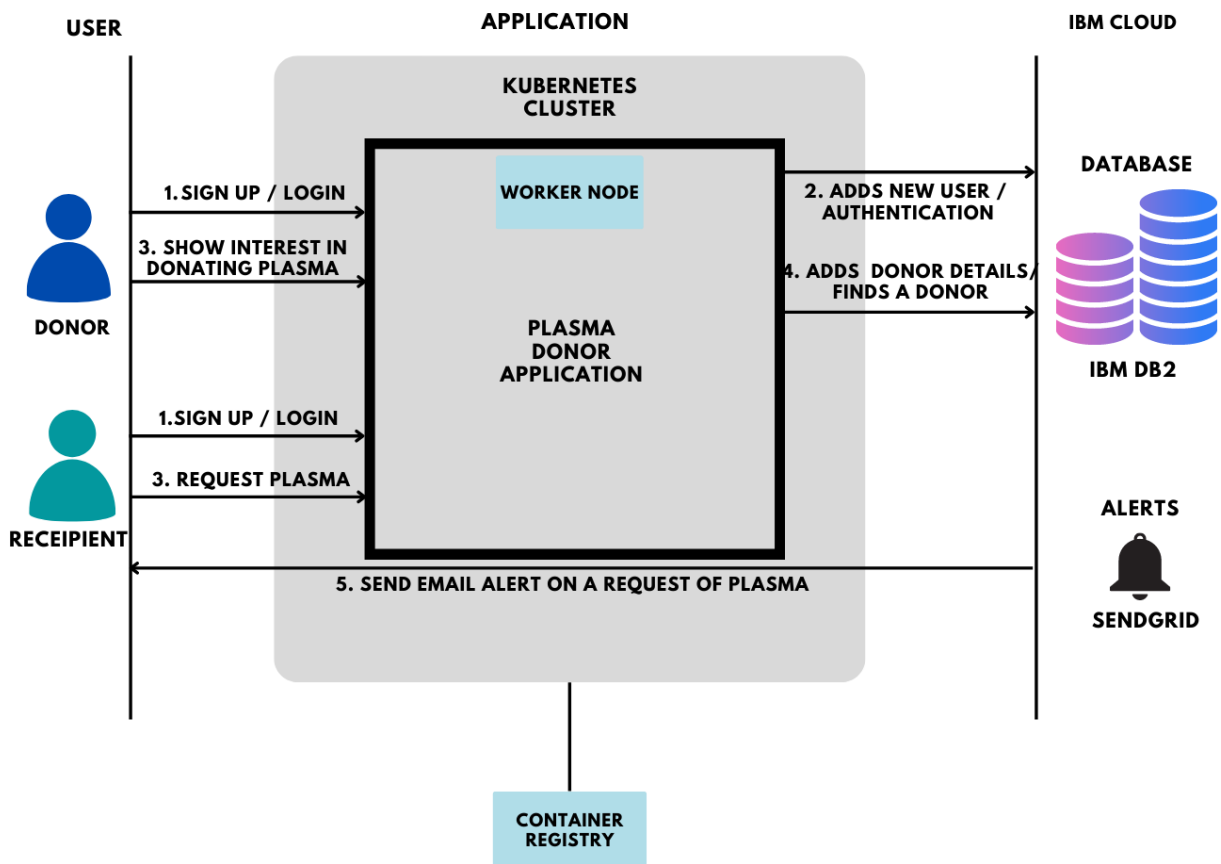 USER
APPLICATION
IBM CLOUD
KUBERNETES
CLUSTER
WORKER NODE
1.SIGN UP / LOGIN
3. SHOW INTEREST IN
DONATING PLASMA
DONOR
PLASMA
DONOR
APPLICATION
2. ADDS NEW USER /
AUTHENTICATION
4. ADDS DONOR DETAILS/
FINDS A DONOR
DATABASE
IBM DB2
1.SIGN UP / LOGIN
3. REQUEST PLASMA
RECEIPIENT
ALERTS
SENDGRID
5. SEND EMAIL ALERT ON A REQUEST OF PLASMA
CONTAINER
REGISTRY